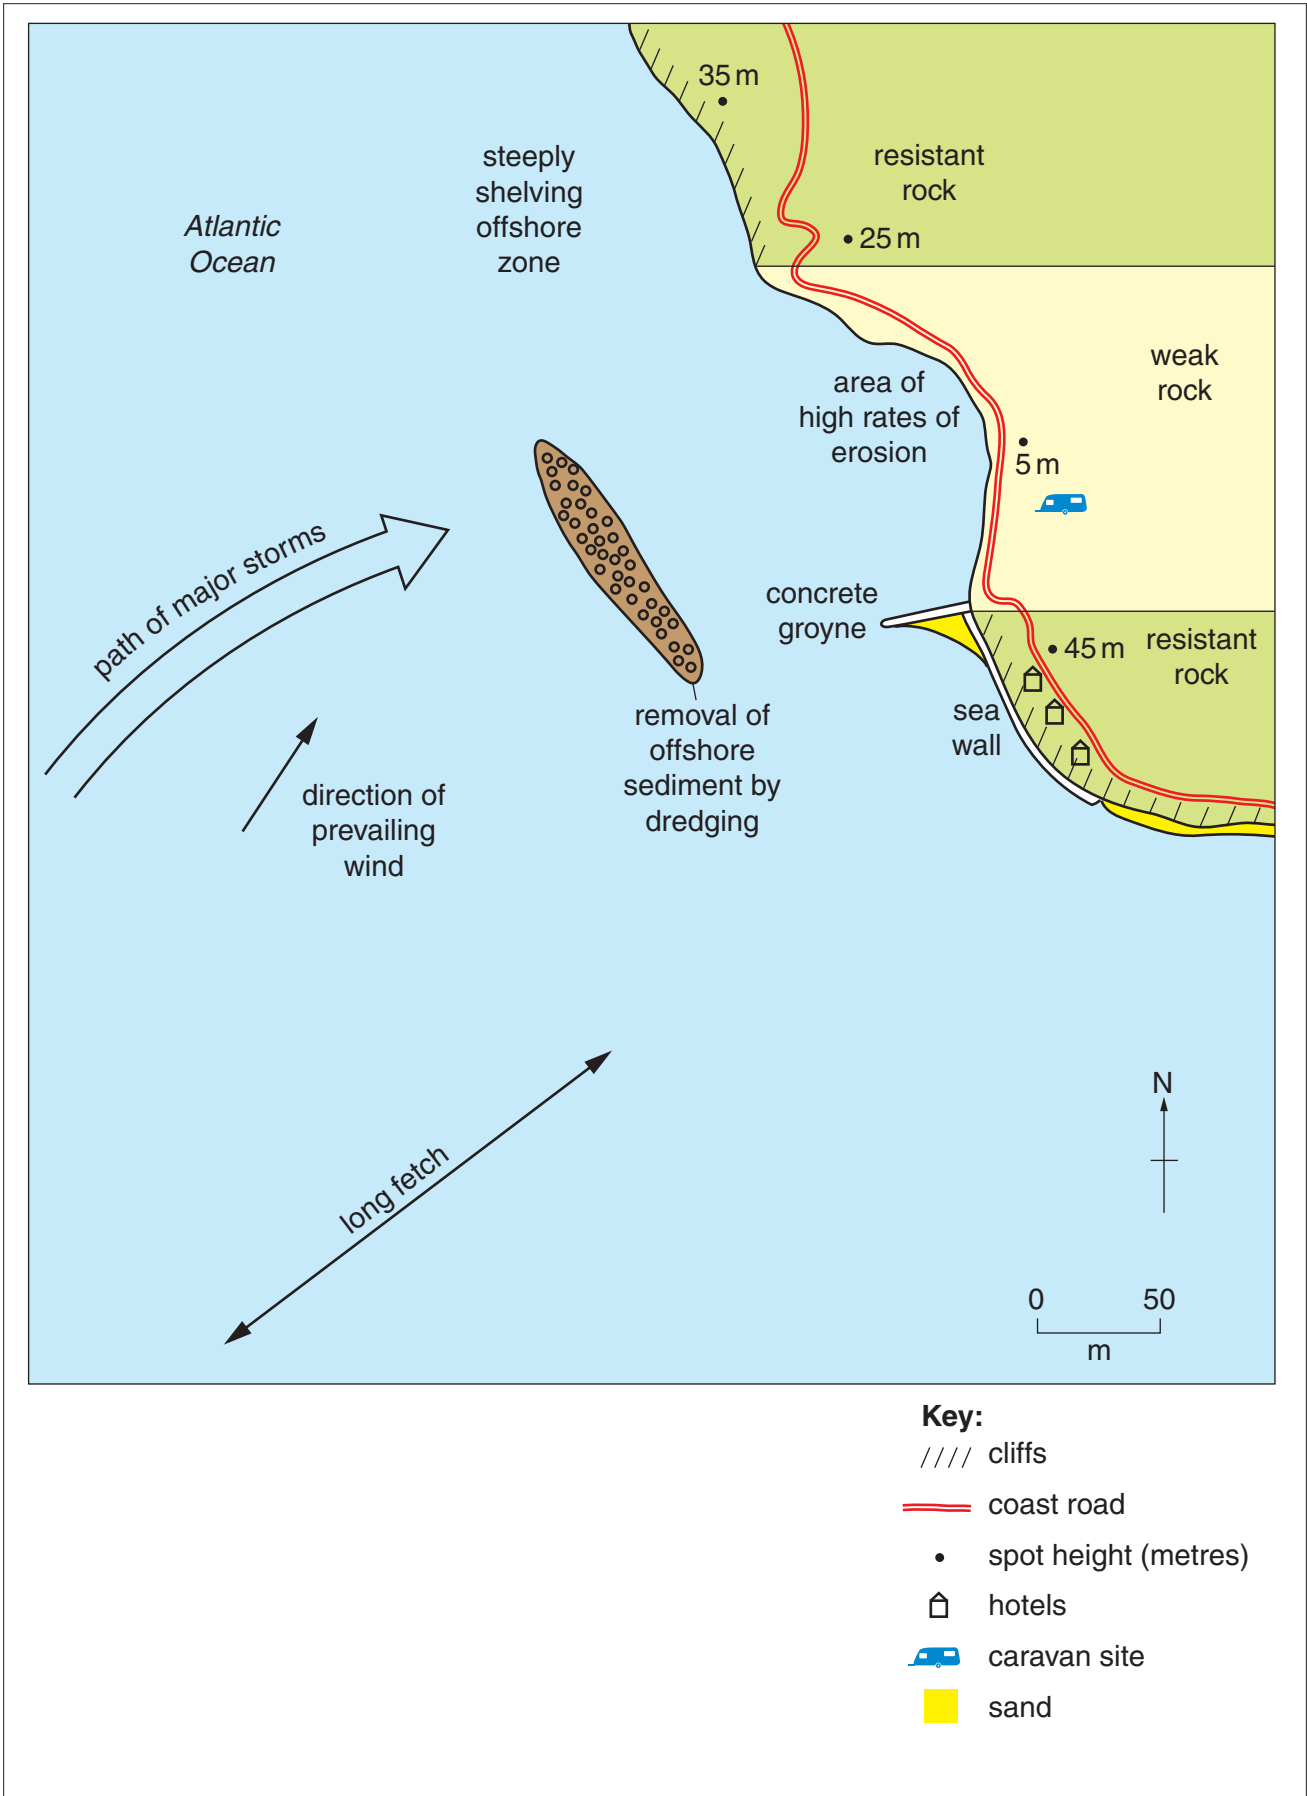 35 m
steeply
shelving
offshore
zone
resistant
rock
Atlantic
Ocean
25 m
weak
rock
area of
high rates of
erosion
5 m
path of major storms
concrete
groyne
45 m
resistant
rock
sea
wall
removal of
offshore
sediment by
dredging
direction of
prevailing
wind
N
long fetch
0 50
m
Key:
cliffs
coast road
spot height (metres)
hotels
caravan site
sand